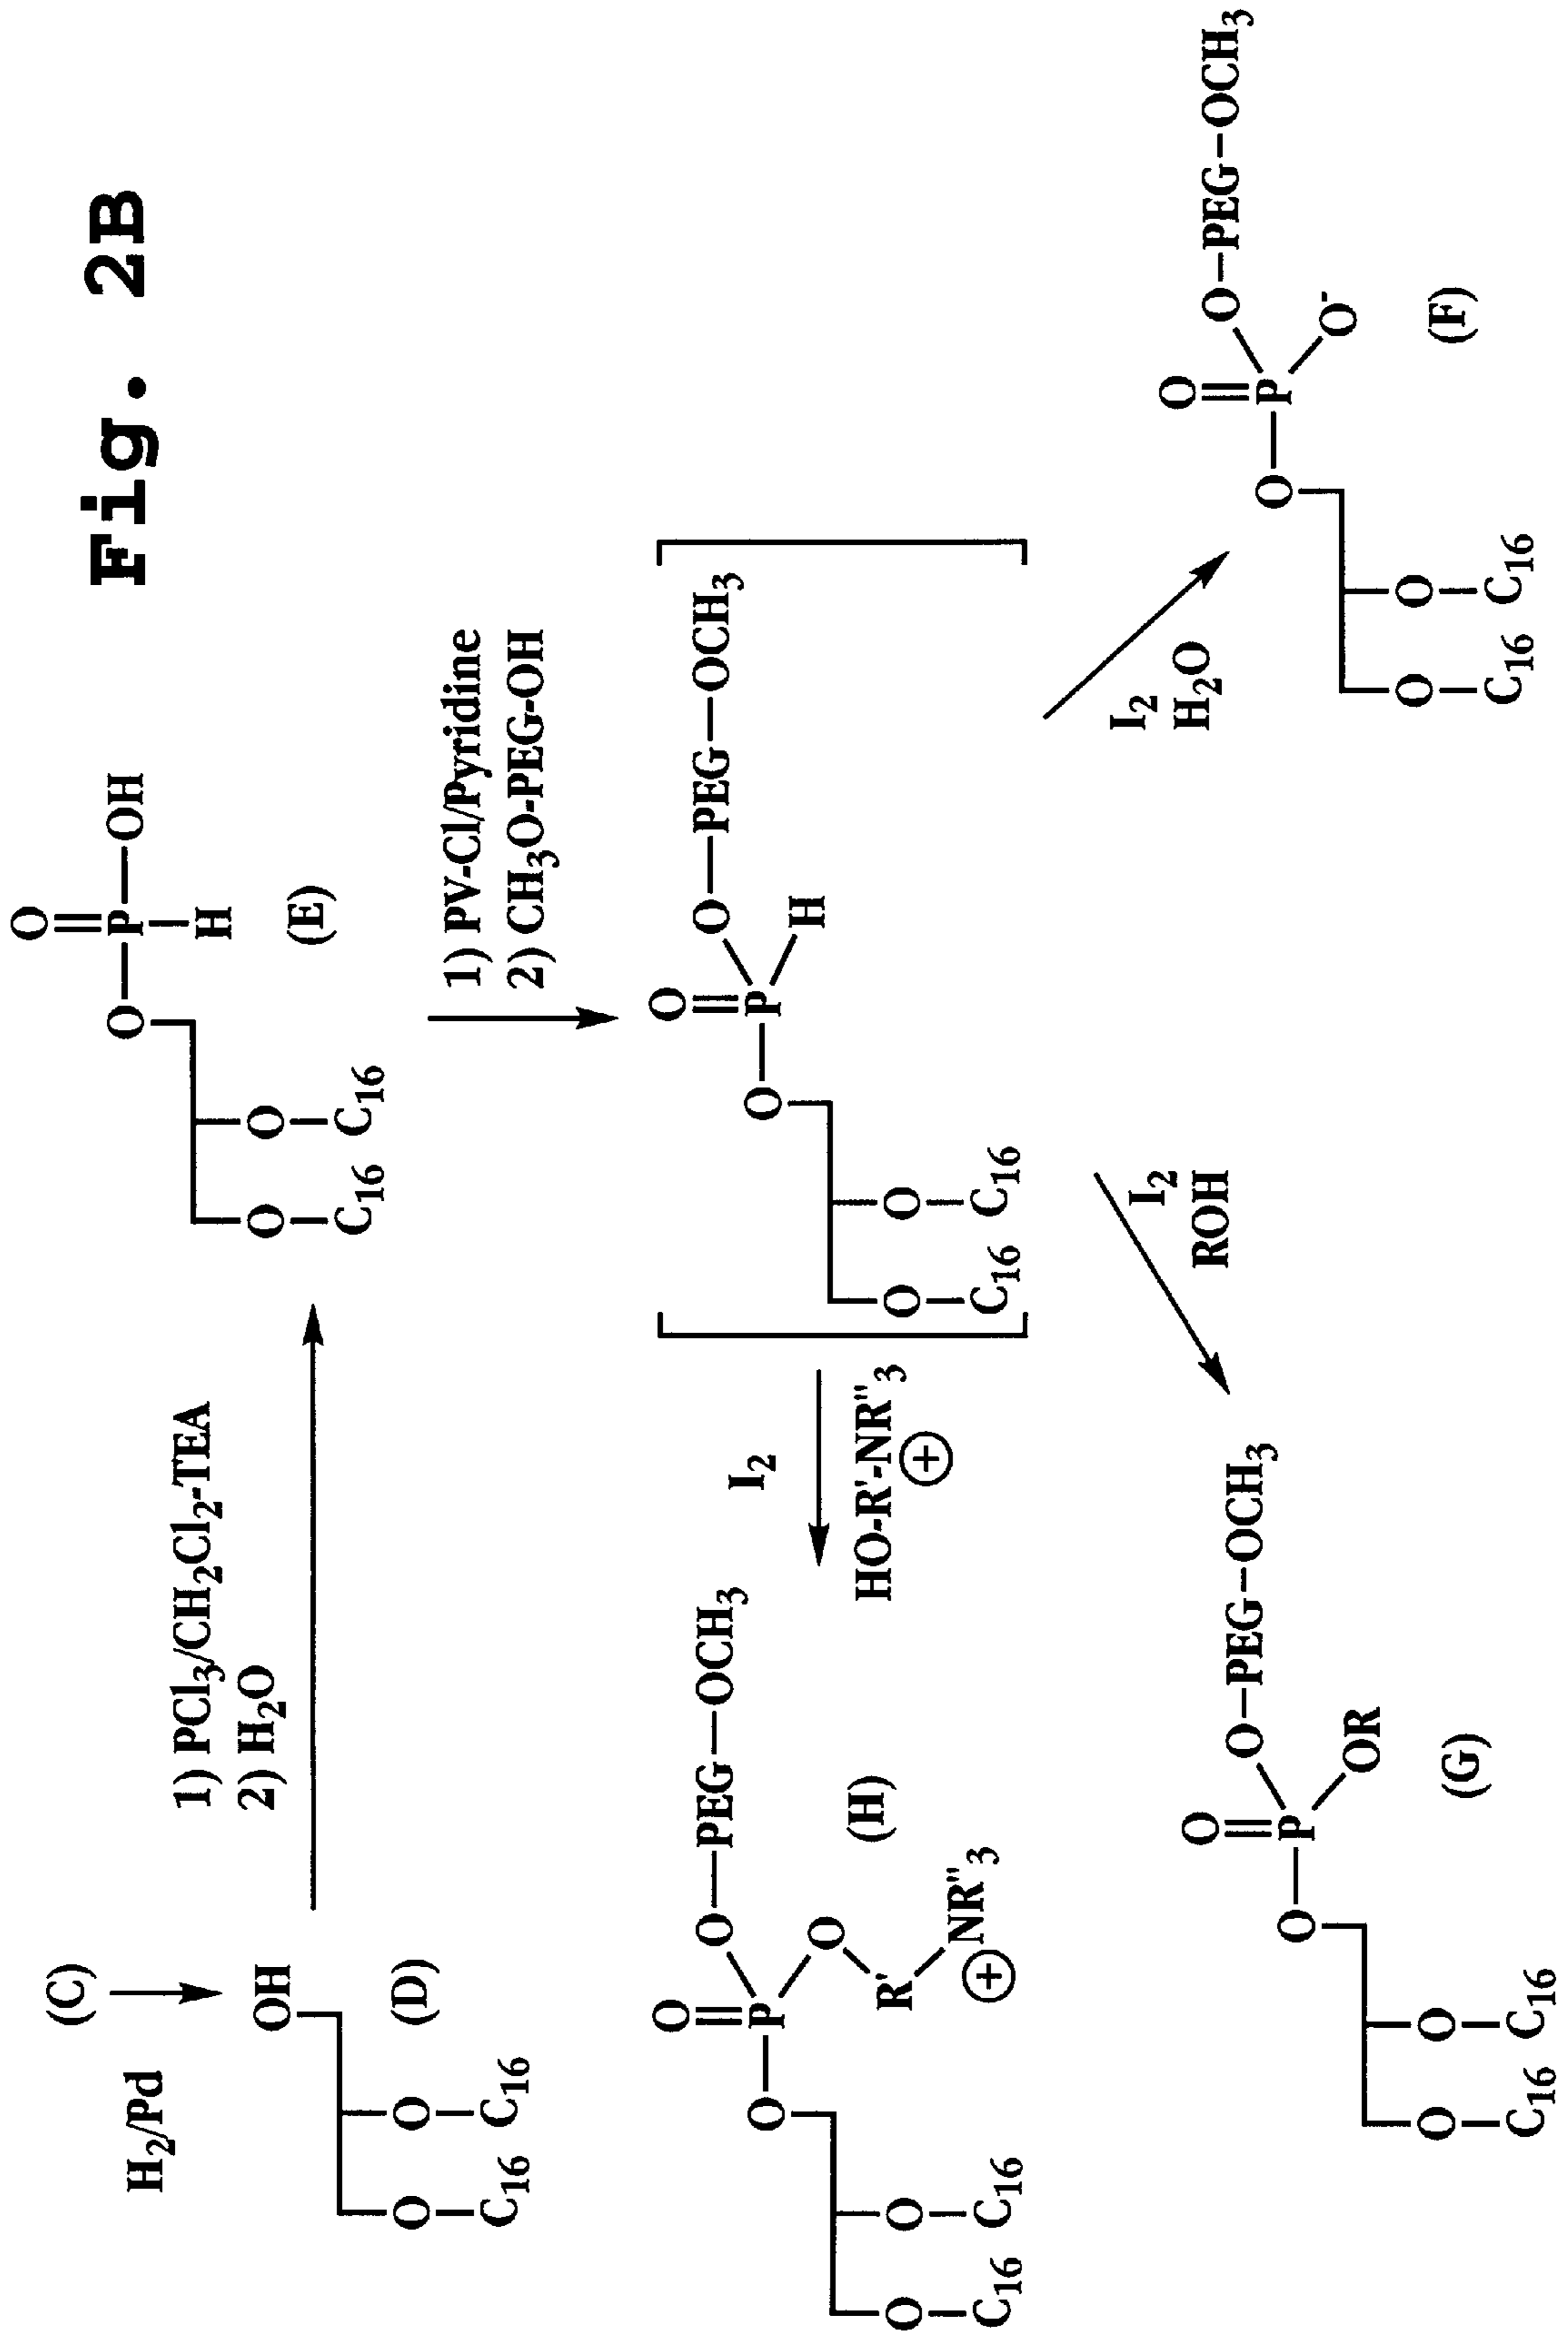 Fig. 2B
(C)
H2/Pd
OH
O O
C16 C16
(D)
1) PCl3/CH2Cl2-TEA
2) H2O
O
O P OH
H
O O
C16 C16
(E)
1) PV-Cl/Pyridine
2) CH3O-PEG-OH
O
O P O PEG OCH3
H
O O
C16 C16
I2
HO-R'-NR"3
+
O
O P O PEG OCH3
O
R' NR"3
+
O O
C16 C16
(H)
I2
ROH
O
O P O PEG OCH3
OR
O O
C16 C16
(G)
I2
H2O
O
O P O PEG OCH3
O-
O O
C16 C16
(F)